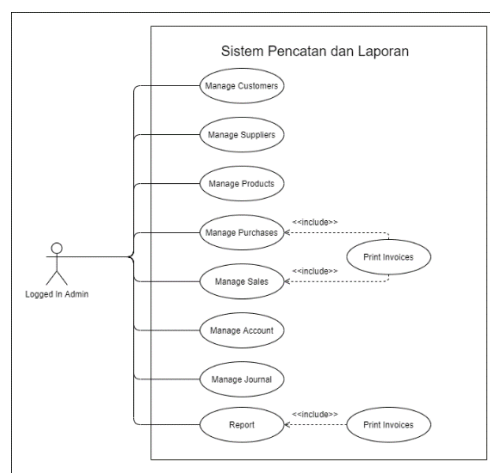 Sistem Pencatan dan Laporan
Manage Customers
Manage Suppliers
Manage Products
Manage Purchases
<<include>>
Print Invoices
<<include>>
Manage Sales
Logged In Admin
Manage Account
Manage Journal
Report
<<include>>
Print Invoices